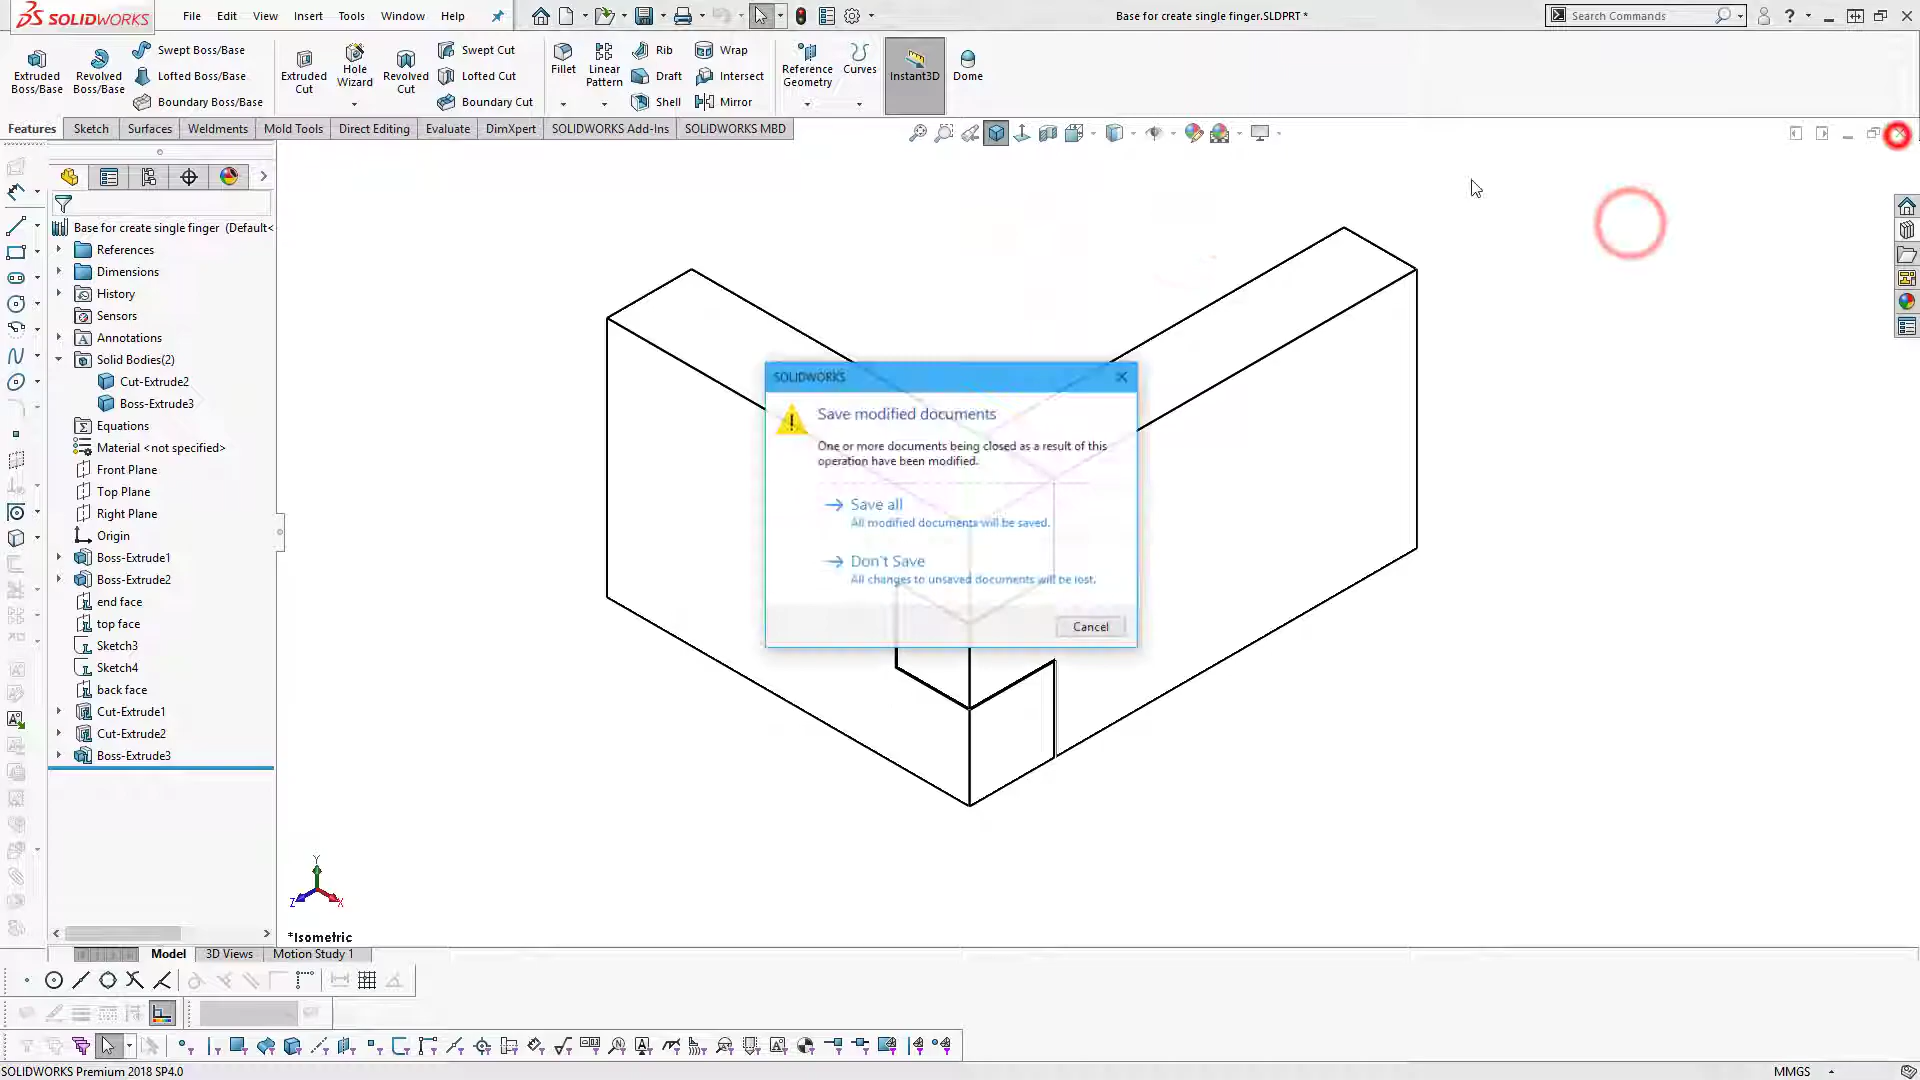 SOLIDWORKS
File Edit View Insert Tools Window Help
Base for create single finger.SLDPRT *
Search Commands
Extruded Boss/Base
Revolved Boss/Base
Swept Boss/Base
Lofted Boss/Base
Boundary Boss/Base
Extruded Cut
Hole Wizard
Revolved Cut
Swept Cut
Lofted Cut
Boundary Cut
Fillet
Linear Pattern
Rib
Draft
Shell
Wrap
Intersect
Mirror
Reference Geometry
Curves
Instant3D
Dome
Features Sketch Surfaces Weldments Mold Tools Direct Editing Evaluate DimXpert SOLIDWORKS Add-Ins SOLIDWORKS MBD
Base for create single finger (Default<
References
Dimensions
History
Sensors
Annotations
Solid Bodies(2)
Cut-Extrude2
Boss-Extrude3
Equations
Material <not specified>
Front Plane
Top Plane
Right Plane
Origin
Boss-Extrude1
Boss-Extrude2
end face
top face
Sketch3
Sketch4
back face
Cut-Extrude1
Cut-Extrude2
Boss-Extrude3
SOLIDWORKS
Save modified documents
One or more documents being closed as a result of this
operation have been modified.
Save all
All modified documents will be saved.
Don't Save
All changes to unsaved documents will be lost.
Cancel
Y
Z
X
*Isometric
Model 3D Views Motion Study 1
SOLIDWORKS Premium 2018 SP4.0
MMGS